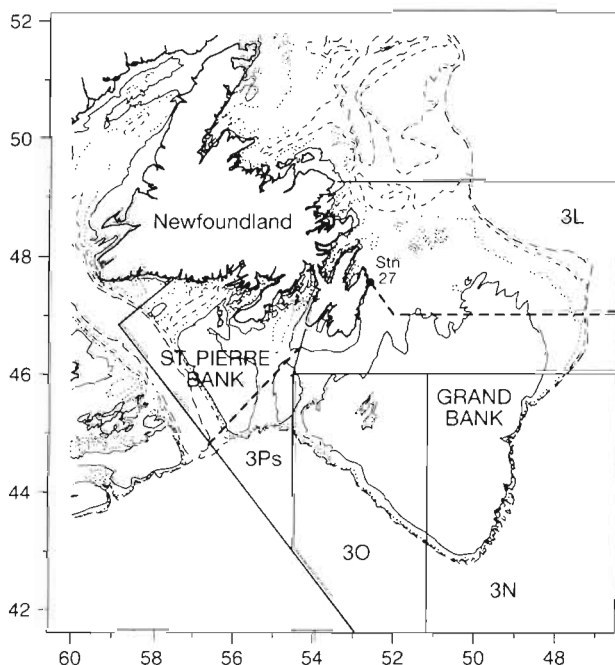 52
50
48
46
44
42
60
58
56
54
52
50
48
47
Newfoundland
3L
Stn
27
ST. PIERRE
BANK
GRAND
BANK
3Ps
3O
3N